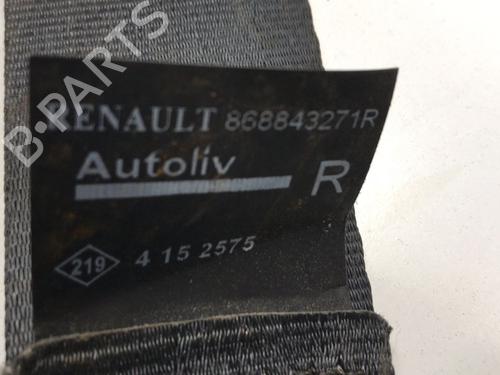 RENAULT 868843271R
Autoliv
R
219 4 15 2575
B-PARTS